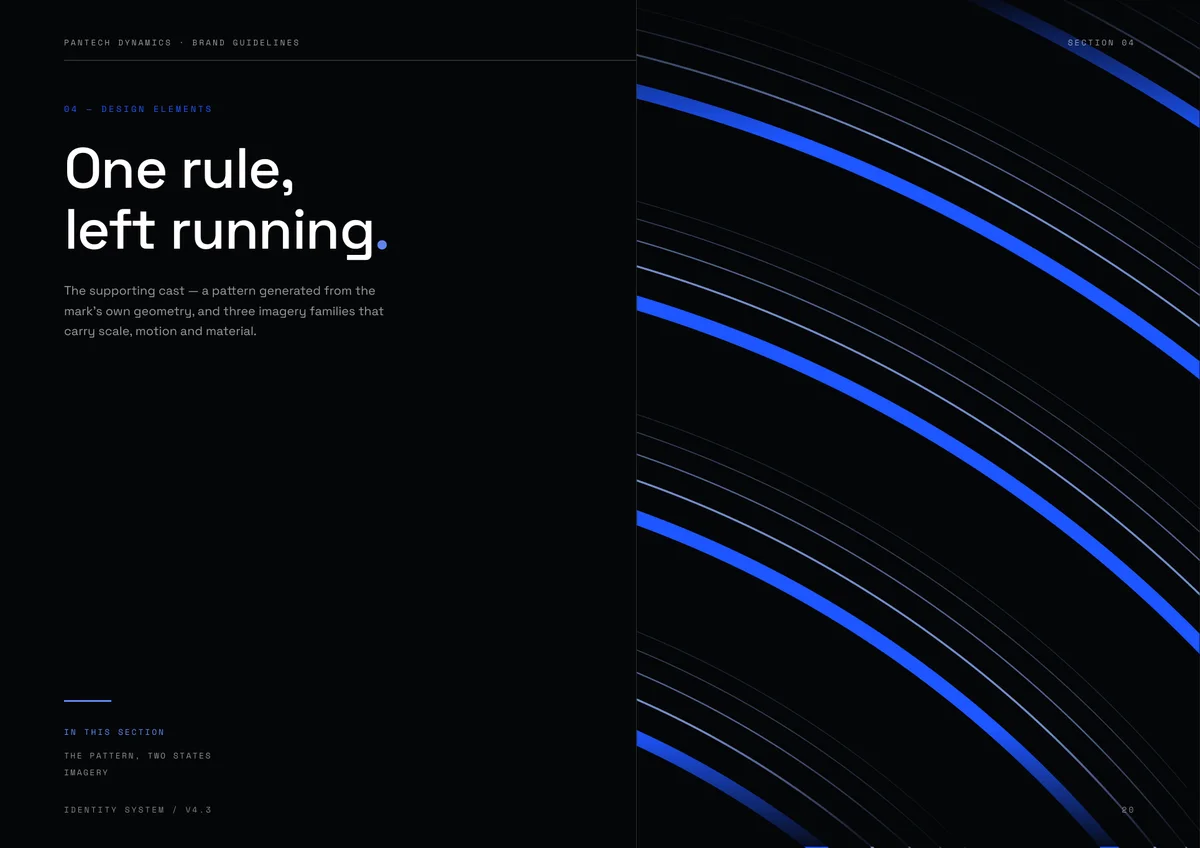 PANTECH DYNAMICS · BRAND GUIDELINES
SECTION 04
04 — DESIGN ELEMENTS
One rule,
left running.
The supporting cast — a pattern generated from the
mark's own geometry, and three imagery families that
carry scale, motion and material.
IN THIS SECTION
THE PATTERN, TWO STATES
IMAGERY
IDENTITY SYSTEM / V4.3
20